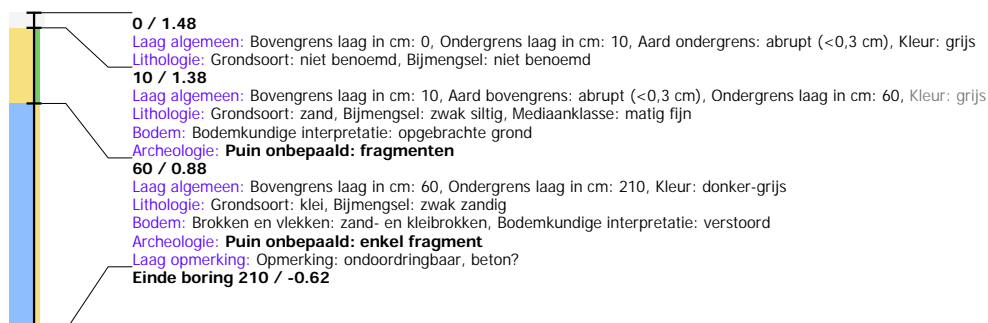 0 / 1.48
Laag algemeen: Bovengrens laag in cm: 0, Ondergrens laag in cm: 10, Aard ondergrens: abrupt (<0,3 cm), Kleur: grijs
Lithologie: Grondsoort: niet benoemd, Bijmengsel: niet benoemd
10 / 1.38
Laag algemeen: Bovengrens laag in cm: 10, Aard bovengrens: abrupt (<0,3 cm), Ondergrens laag in cm: 60, Kleur: grijs
Lithologie: Grondsoort: zand, Bijmengsel: zwak siltig, Mediaanklasse: matig fijn
Bodem: Bodemkundige interpretatie: opgebrachte grond
Archeologie: Puin onbepaald: fragmenten
60 / 0.88
Laag algemeen: Bovengrens laag in cm: 60, Ondergrens laag in cm: 210, Kleur: donker-grijs
Lithologie: Grondsoort: klei, Bijmengsel: zwak zandig
Bodem: Brokken en vlekken: zand- en kleibrokken, Bodemkundige interpretatie: verstoord
Archeologie: Puin onbepaald: enkel fragment
Laag opmerking: Opmerking: ondoordringbaar, beton?
Einde boring 210 / -0.62